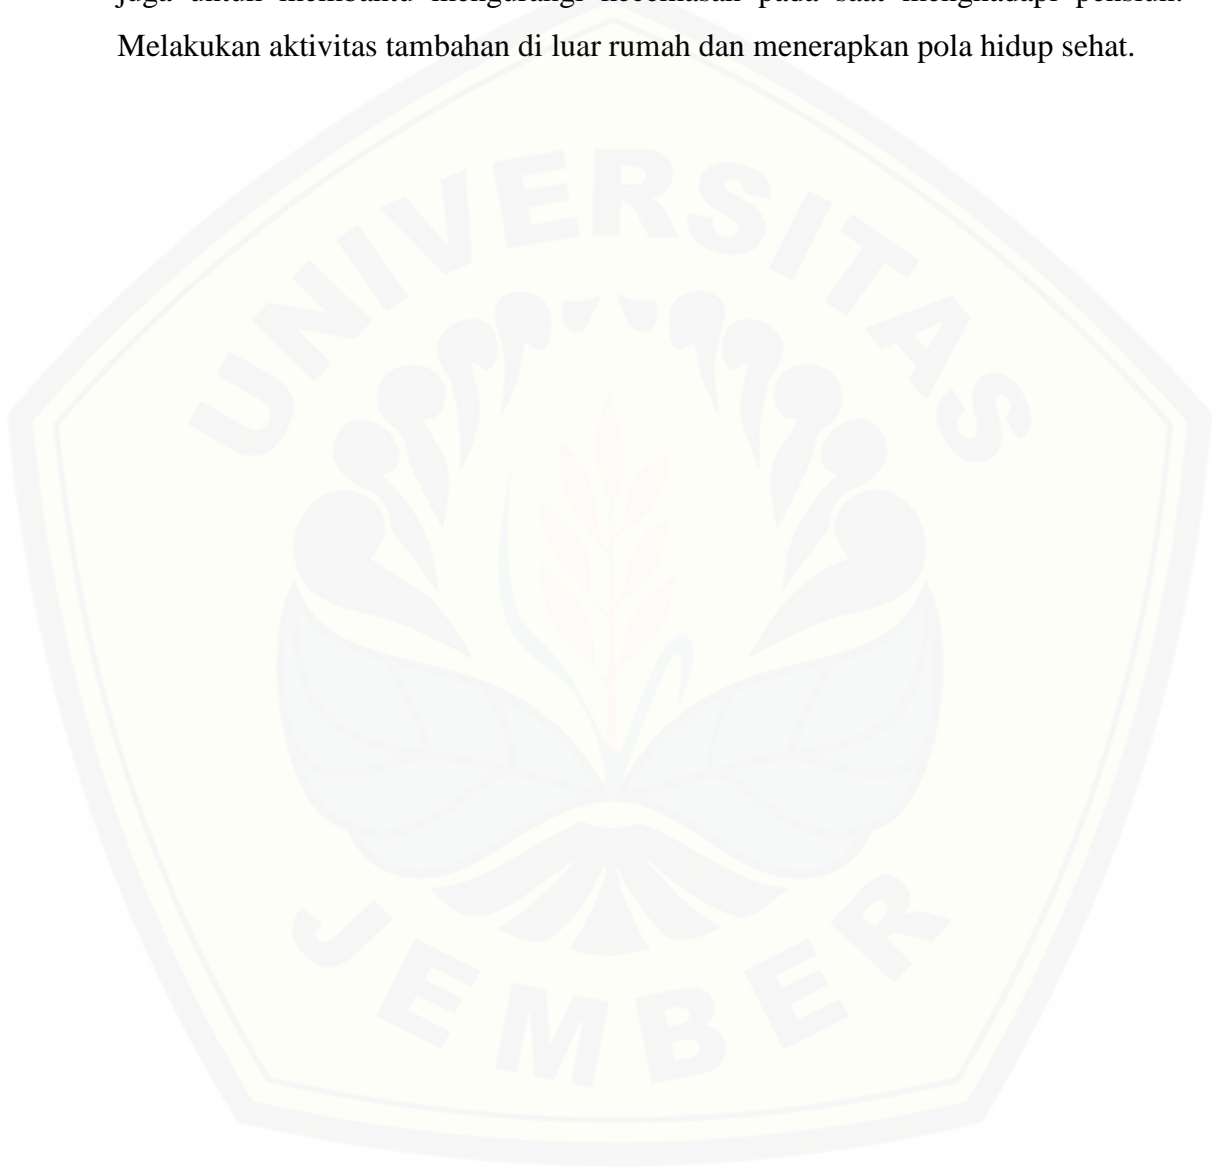 juga untuk membantu mengurangi kecemasan pada saat menghadapi pensiun.
Melakukan aktivitas tambahan di luar rumah dan menerapkan pola hidup sehat.
UNIVERSITAS
JEMBER